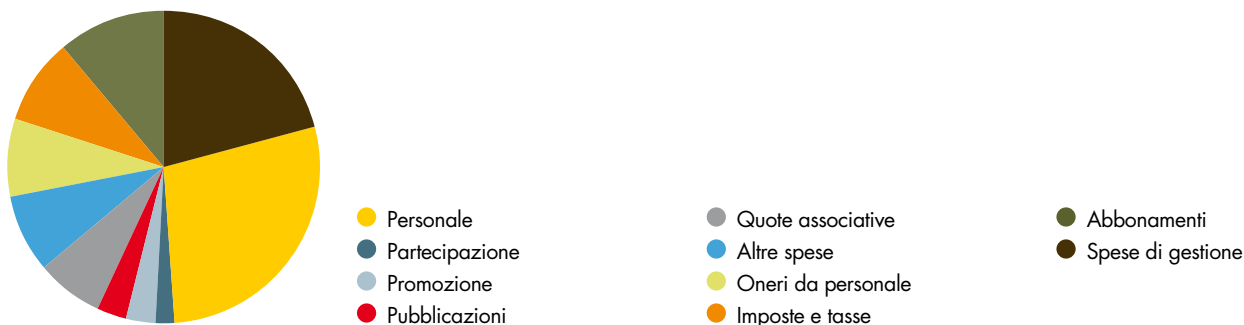 Personale
Partecipazione
Promozione
Pubblicazioni
Quote associative
Altre spese
Oneri da personale
Imposte e tasse
Abbonamenti
Spese di gestione